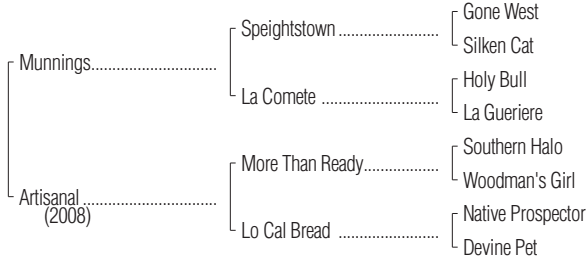 Gone West
Speightstown
Silken Cat
Munnings
Holy Bull
La Comete
La Gueriere
Southern Halo
More Than Ready
Woodman's Girl
Artisanal
(2008)
Native Prospector
Lo Cal Bread
Devine Pet